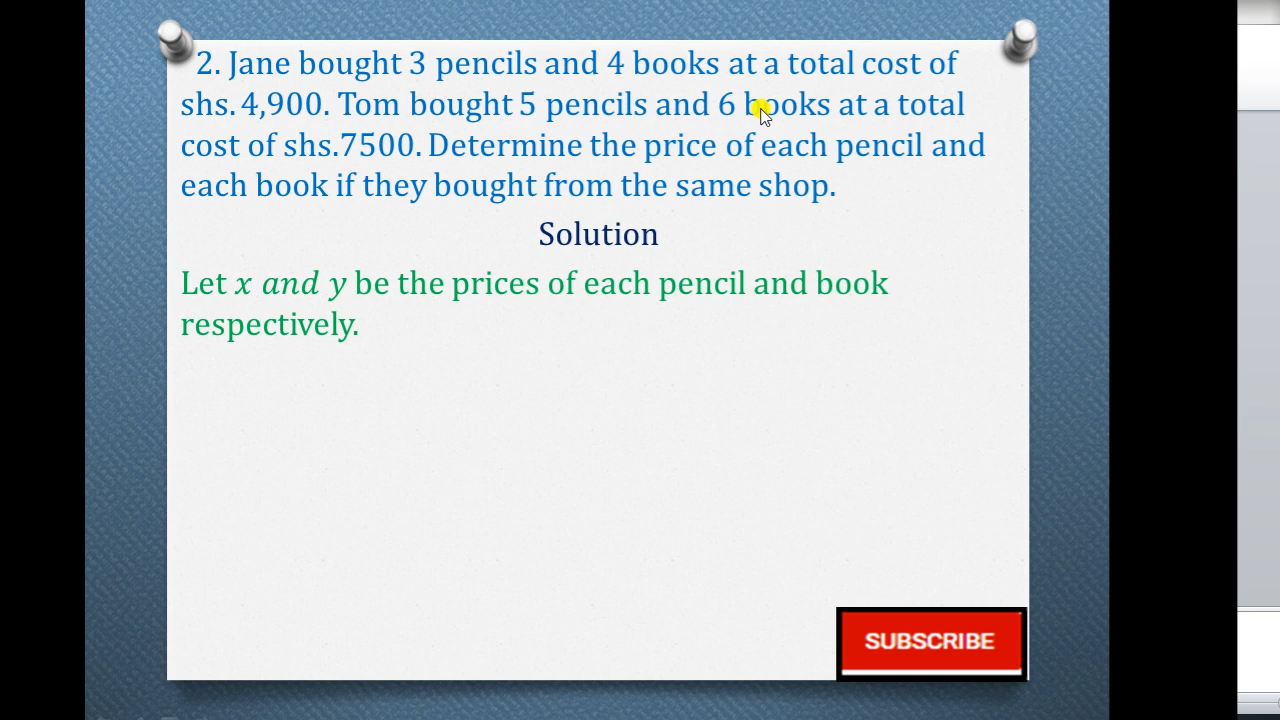 2. Jane bought 3 pencils and 4 books at a total cost of
shs. 4,900. Tom bought 5 pencils and 6 books at a total
cost of shs.7500. Determine the price of each pencil and
each book if they bought from the same shop.
Solution
Let x and y be the prices of each pencil and book
respectively.
SUBSCRIBE